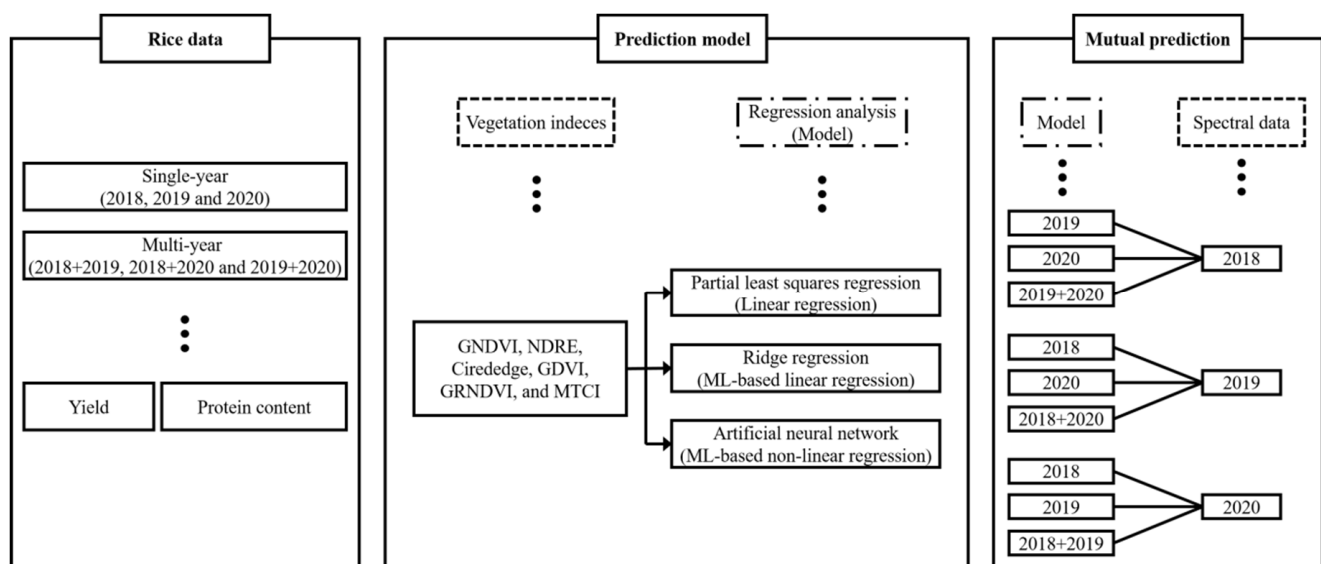 Rice data
Single-year
(2018, 2019 and 2020)
Multi-year
(2018+2019, 2018+2020 and 2019+2020)
Yield
Protein content
Prediction model
Vegetation indeces
Regression analysis
(Model)
GNDVI, NDRE,
Cirededge, GDVI,
GRNDVI, and MTCI
Partial least squares regression
(Linear regression)
Ridge regression
(ML-based linear regression)
Artificial neural network
(ML-based non-linear regression)
Mutual prediction
Model
Spectral data
2019
2020
2019+2020
2018
2018
2020
2018+2020
2019
2018
2019
2018+2019
2020